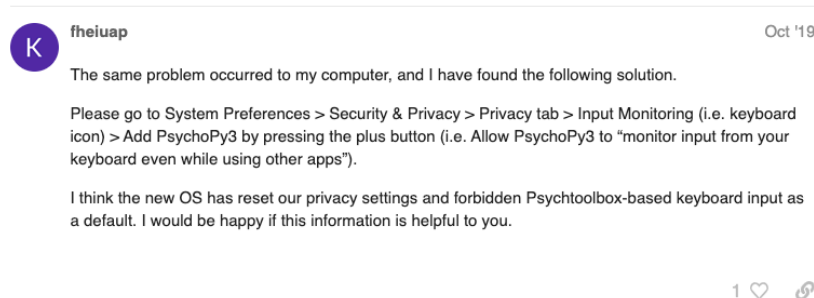 K
fheiuap
Oct '19
The same problem occurred to my computer, and I have found the following solution.
Please go to System Preferences > Security & Privacy > Privacy tab > Input Monitoring (i.e. keyboard
icon) > Add PsychoPy3 by pressing the plus button (i.e. Allow PsychoPy3 to “monitor input from your
keyboard even while using other apps”).
I think the new OS has reset our privacy settings and forbidden Psychtoolbox-based keyboard input as
a default. I would be happy if this information is helpful to you.
1